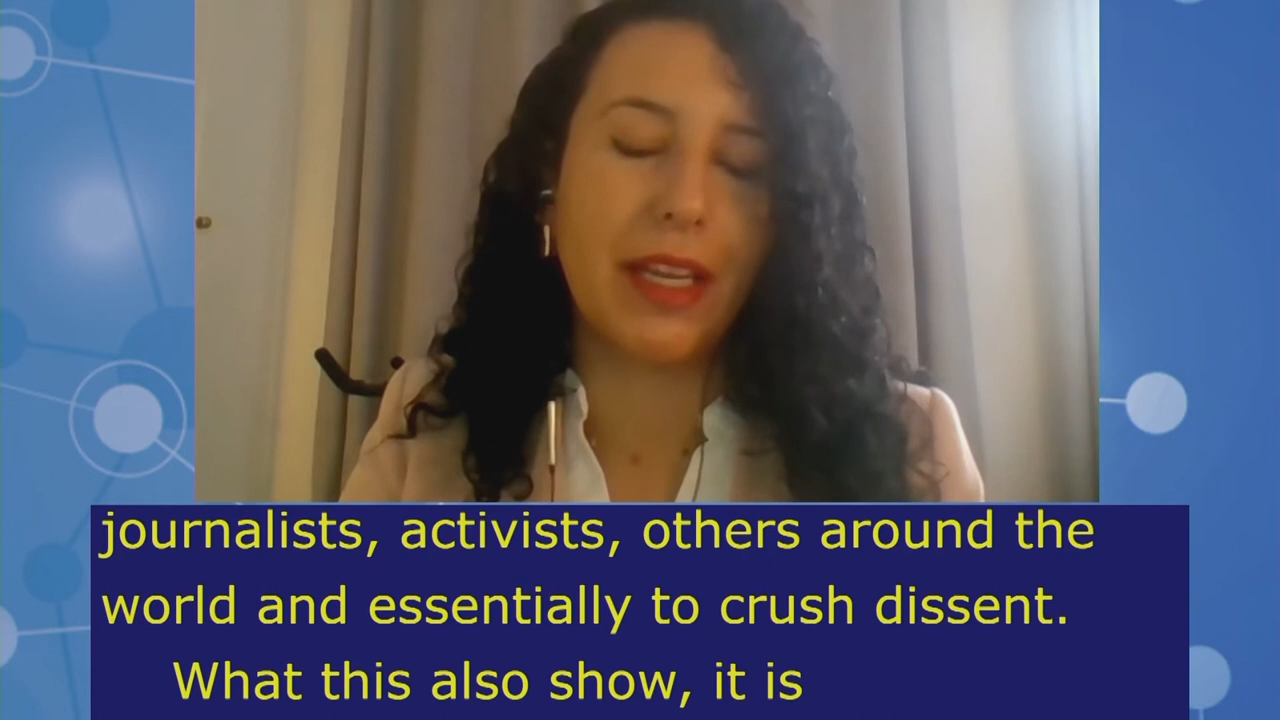 journalists, activists, others around the
world and essentially to crush dissent.
What this also show, it is